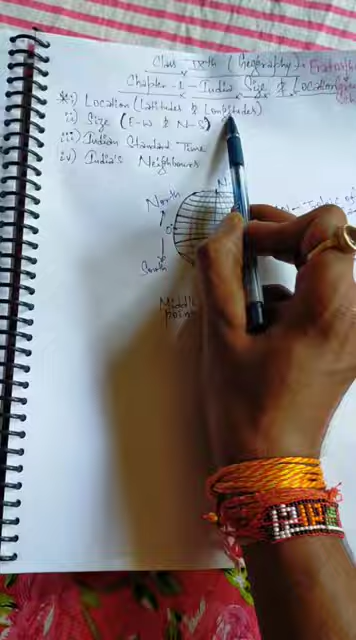 Class IXth (Geography)
Chapter-1- India Size & Location
*i) Location (Latitudes & Longitudes)
ii) Size (E-W & N-S)
iii) Indian Standard Time
iv) India's Neighbours
North
0°
South
Middle
point